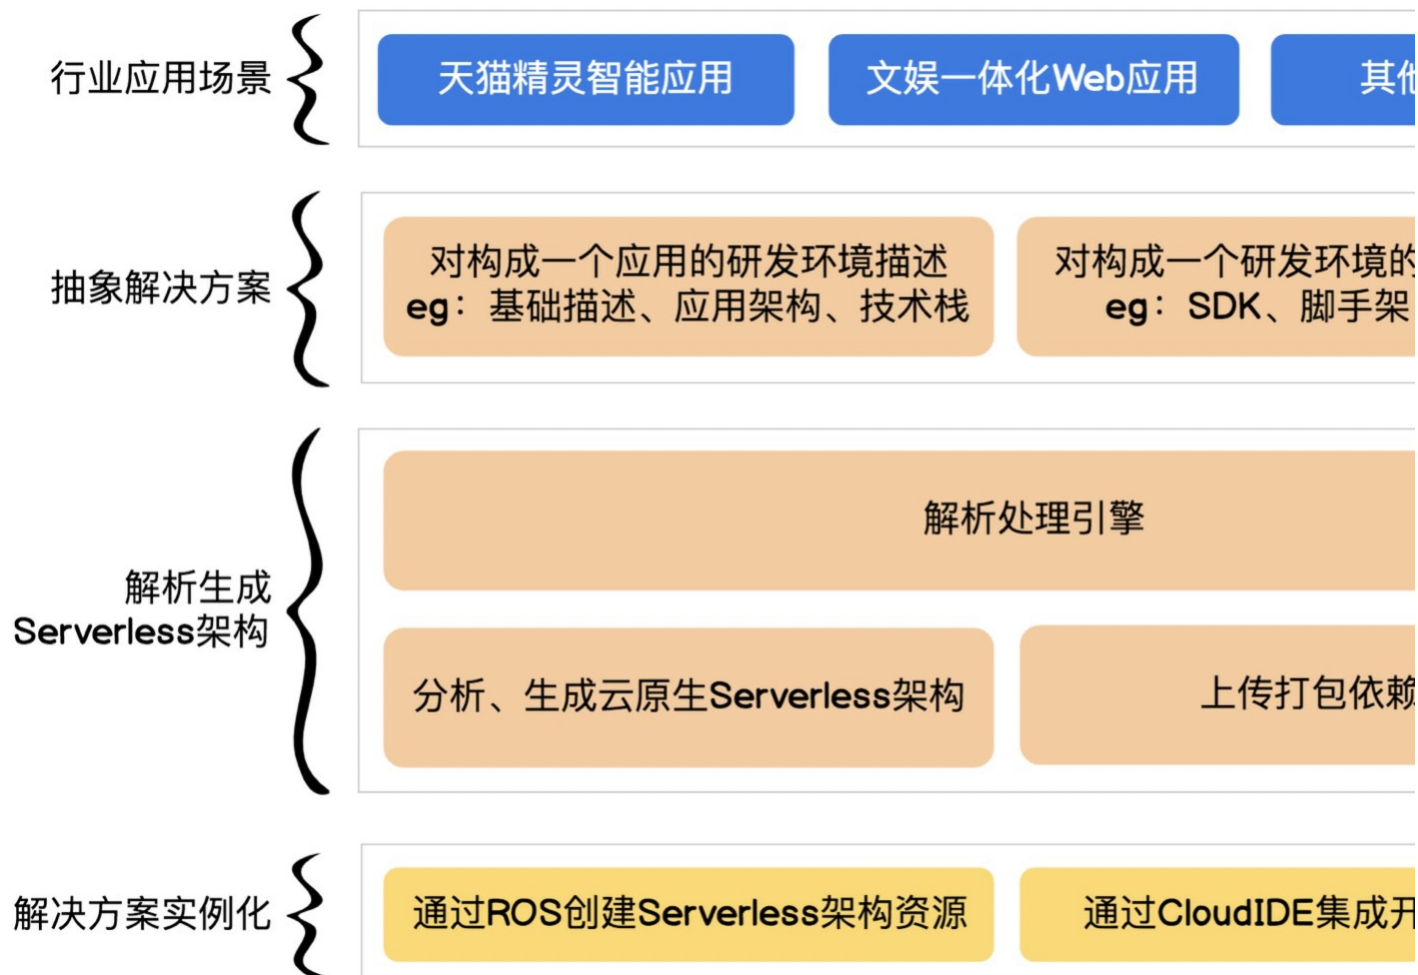 行业应用场景
天猫精灵智能应用
文娱一体化Web应用
其他
抽象解决方案
对构成一个应用的研发环境描述
eg：基础描述、应用架构、技术栈
对构成一个研发环境的
eg：SDK、脚手架
解析生成
Serverless架构
解析处理引擎
分析、生成云原生Serverless架构
上传打包依赖
解决方案实例化
通过ROS创建Serverless架构资源
通过CloudIDE集成开